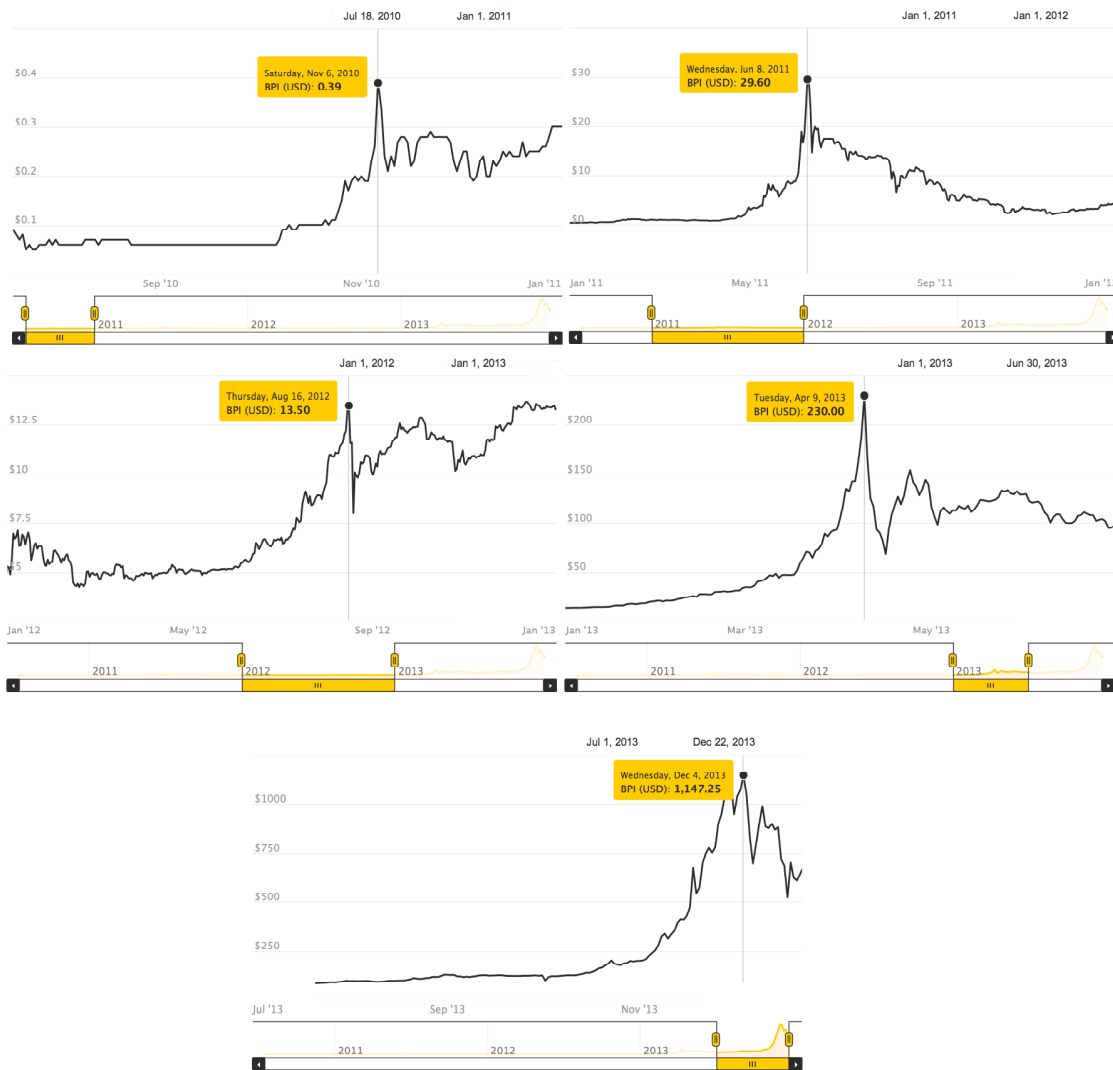 Jul 18, 2010 Jan 1, 2011
$0.4
Saturday, Nov 6, 2010
BPI (USD): 0.39
$0.3
$0.2
$0.1
Sep '10 Nov '10 Jan '11
2011 2012 2013
Jan 1, 2011 Jan 1, 2012
$30
Wednesday, Jun 8, 2011
BPI (USD): 29.60
$20
$10
$0
Jan '11 May '11 Sep '11 Jan '1
2011 2012 2013
Jan 1, 2012 Jan 1, 2013
Thursday, Aug 16, 2012
BPI (USD): 13.50
$12.5
$10
$7.5
$5
Jan '12 May '12 Sep '12 Jan '13
2011 2012 2013
Jan 1, 2013 Jun 30, 2013
Tuesday, Apr 9, 2013
BPI (USD): 230.00
$200
$150
$100
$50
Jan '13 Mar '13 May '13
2011 2012 2013
Jul 1, 2013 Dec 22, 2013
Wednesday, Dec 4, 2013
BPI (USD): 1,147.25
$1000
$750
$500
$250
Jul '13 Sep '13 Nov '13
2011 2012 2013